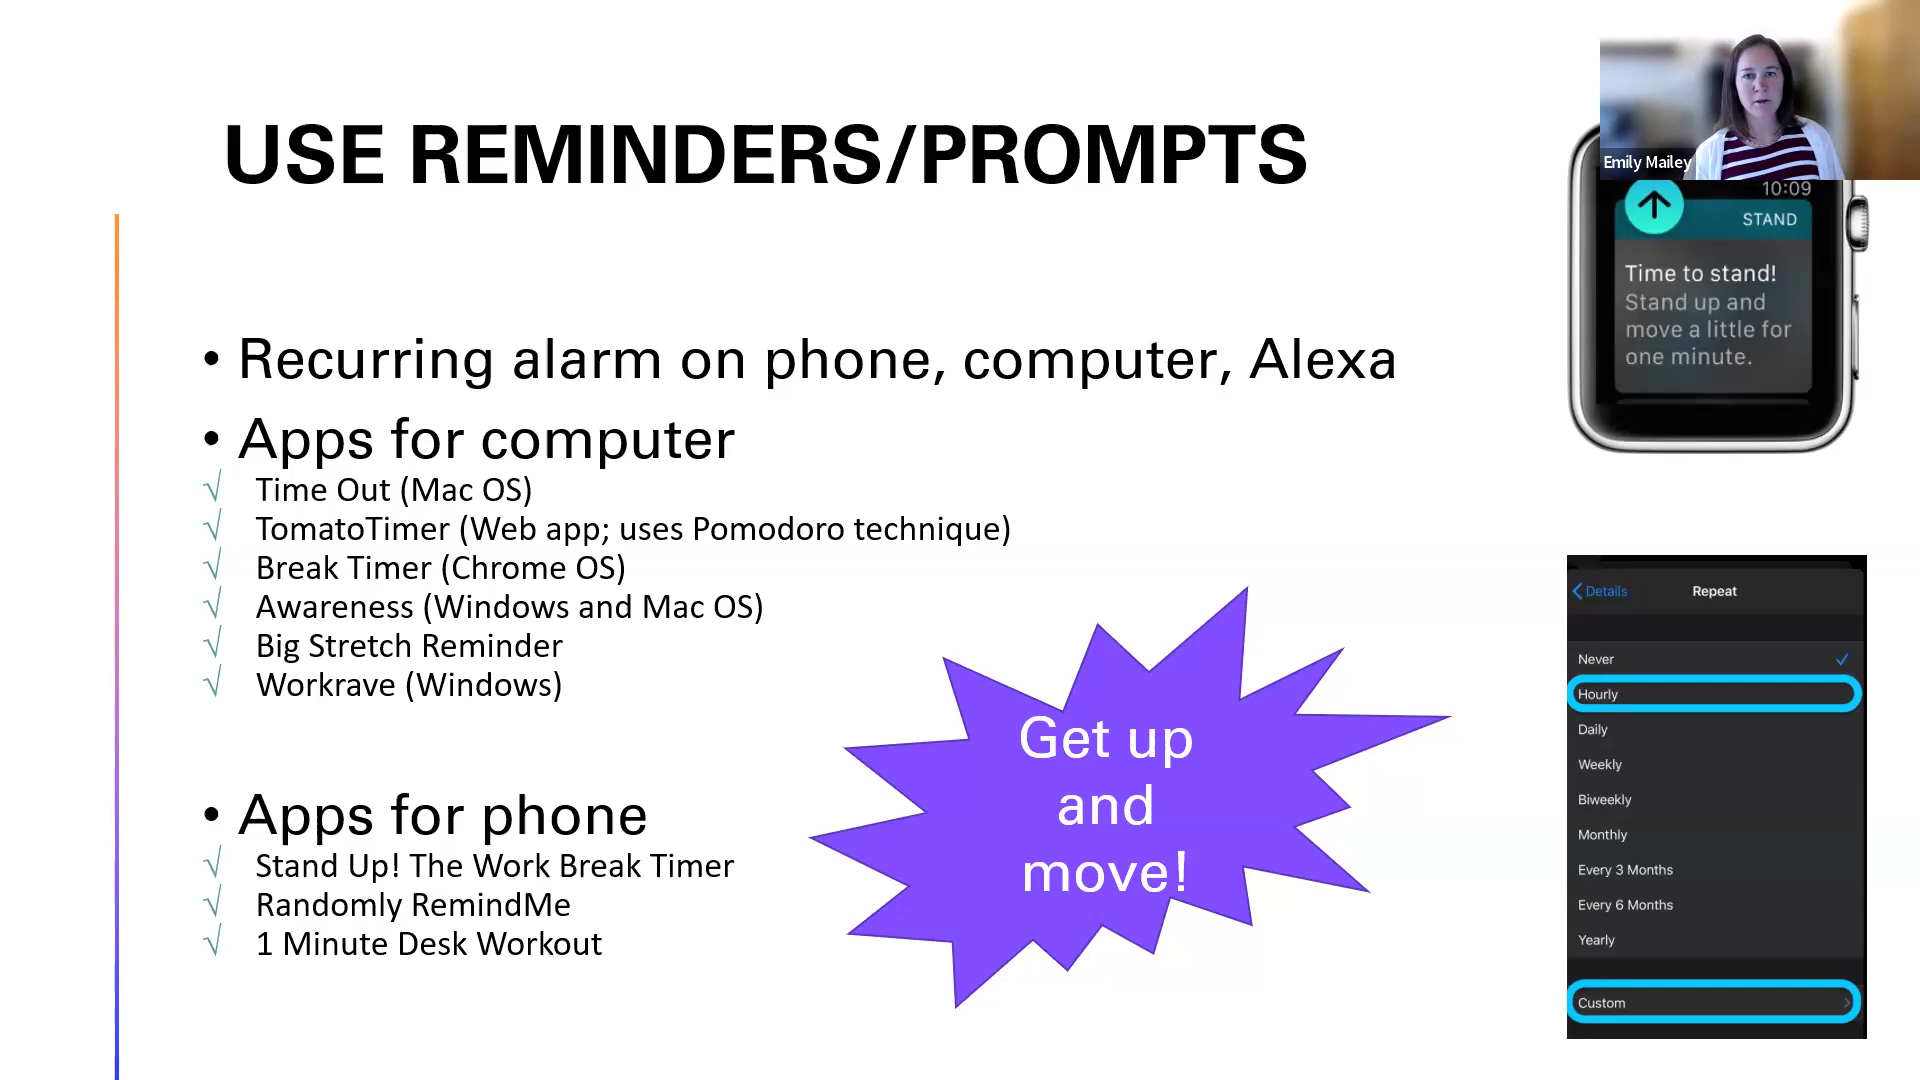 USE REMINDERS/PROMPTS
Emily Mailey
10:09
STAND
Time to stand!
Stand up and
move a little for
one minute.
• Recurring alarm on phone, computer, Alexa
• Apps for computer
√ Time Out (Mac OS)
√ TomatoTimer (Web app; uses Pomodoro technique)
√ Break Timer (Chrome OS)
√ Awareness (Windows and Mac OS)
√ Big Stretch Reminder
√ Workrave (Windows)
• Apps for phone
√ Stand Up! The Work Break Timer
√ Randomly RemindMe
√ 1 Minute Desk Workout
Get up
and
move!
Details
Repeat
Never
Hourly
Daily
Weekly
Biweekly
Monthly
Every 3 Months
Every 6 Months
Yearly
Custom